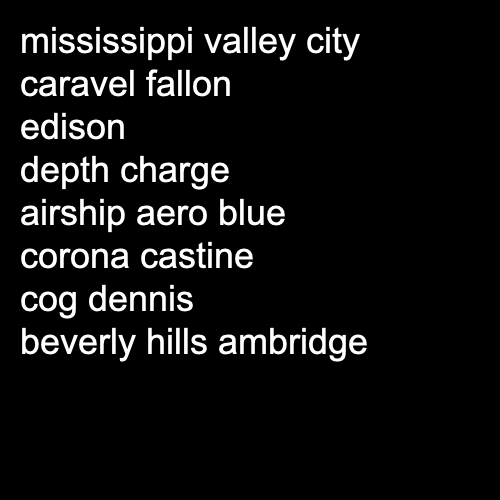 mississippi valley city
caravel fallon
edison
depth charge
airship aero blue
corona castine
cog dennis
beverly hills ambridge